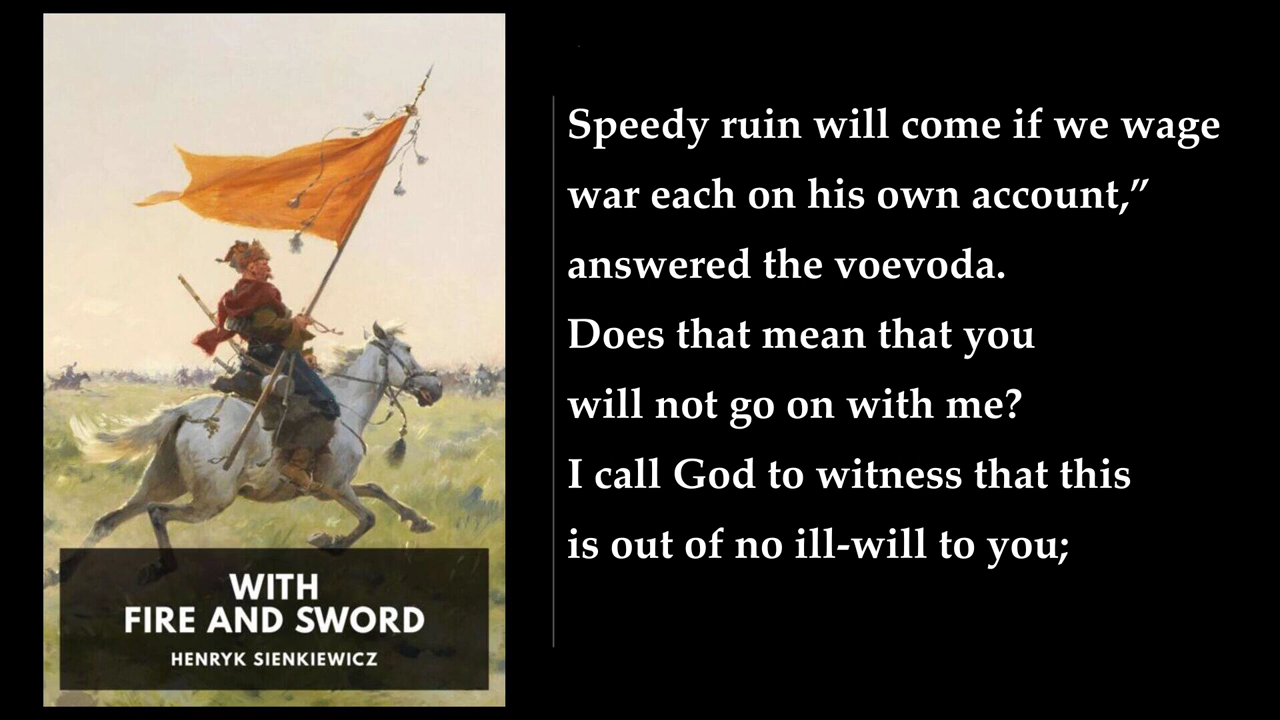 WITH
FIRE AND SWORD
HENRYK SIENKIEWICZ
Speedy ruin will come if we wage
war each on his own account,”
answered the voevoda.
Does that mean that you
will not go on with me?
I call God to witness that this
is out of no ill-will to you;